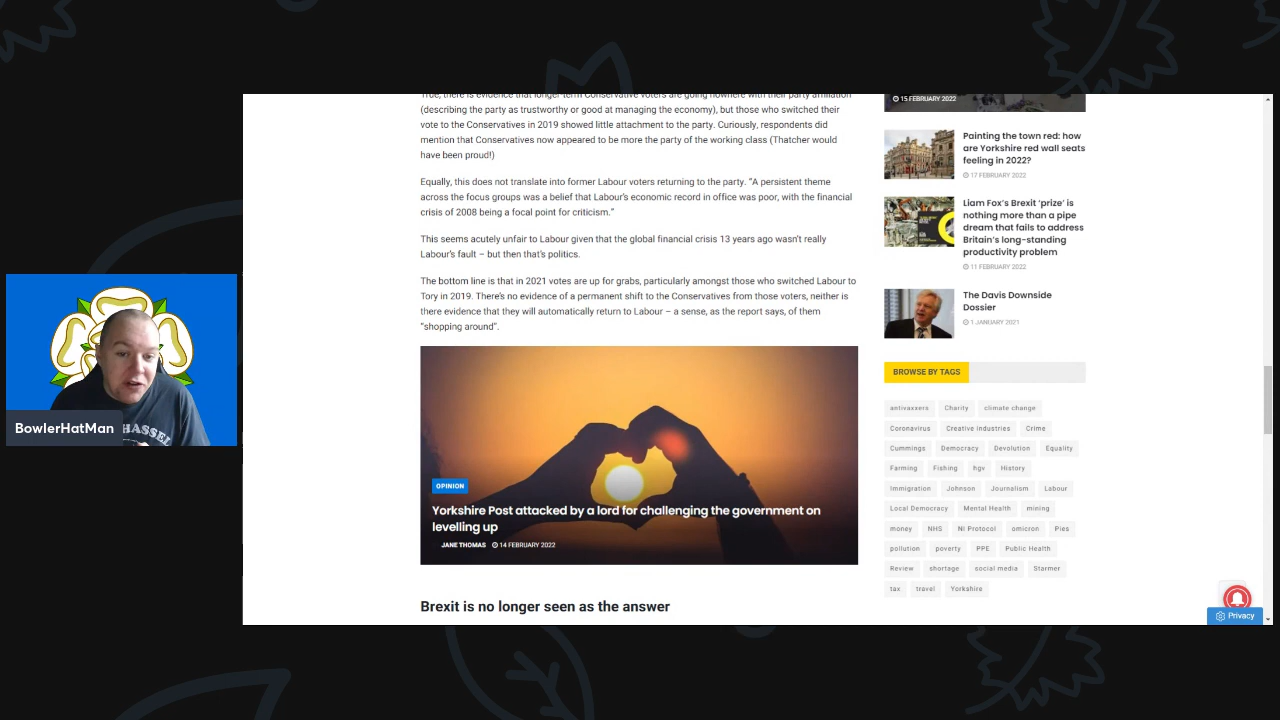 True, there is evidence that longer-term Conservative voters are going nowhere with their party affiliation
(describing the party as trustworthy or good at managing the economy), but those who switched their
vote to the Conservatives in 2019 showed little attachment to the party. Curiously, respondents did
mention that Conservatives now appeared to be more the party of the working class (Thatcher would
have been proud!)
Equally, this does not translate into former Labour voters returning to the party. “A persistent theme
across the focus groups was a belief that Labour’s economic record in office was poor, with the financial
crisis of 2008 being a focal point for criticism.”
This seems acutely unfair to Labour given that the global financial crisis 13 years ago wasn’t really
Labour’s fault – but then that’s politics.
The bottom line is that in 2021 votes are up for grabs, particularly amongst those who switched Labour to
Tory in 2019. There’s no evidence of a permanent shift to the Conservatives from those voters, neither is
there evidence that they will automatically return to Labour – a sense, as the report says, of them
“shopping around”.
OPINION
Yorkshire Post attacked by a lord for challenging the government on
levelling up
JANE THOMAS 14 FEBRUARY 2022
Brexit is no longer seen as the answer
15 FEBRUARY 2022
Painting the town red: how
are Yorkshire red wall seats
feeling in 2022?
17 FEBRUARY 2022
Liam Fox’s Brexit ‘prize’ is
nothing more than a pipe
dream that fails to address
Britain’s long-standing
productivity problem
11 FEBRUARY 2022
The Davis Downside
Dossier
1 JANUARY 2021
BROWSE BY TAGS
antivaxxers Charity climate change
Coronavirus Creative industries Crime
Cummings Democracy Devolution Equality
Farming Fishing hgv History
Immigration Johnson Journalism Labour
Local Democracy Mental Health mining
money NHS NI Protocol omicron Pies
pollution poverty PPE Public Health
Review shortage social media Starmer
tax travel Yorkshire
Privacy
BowlerHatMan
HASSEL